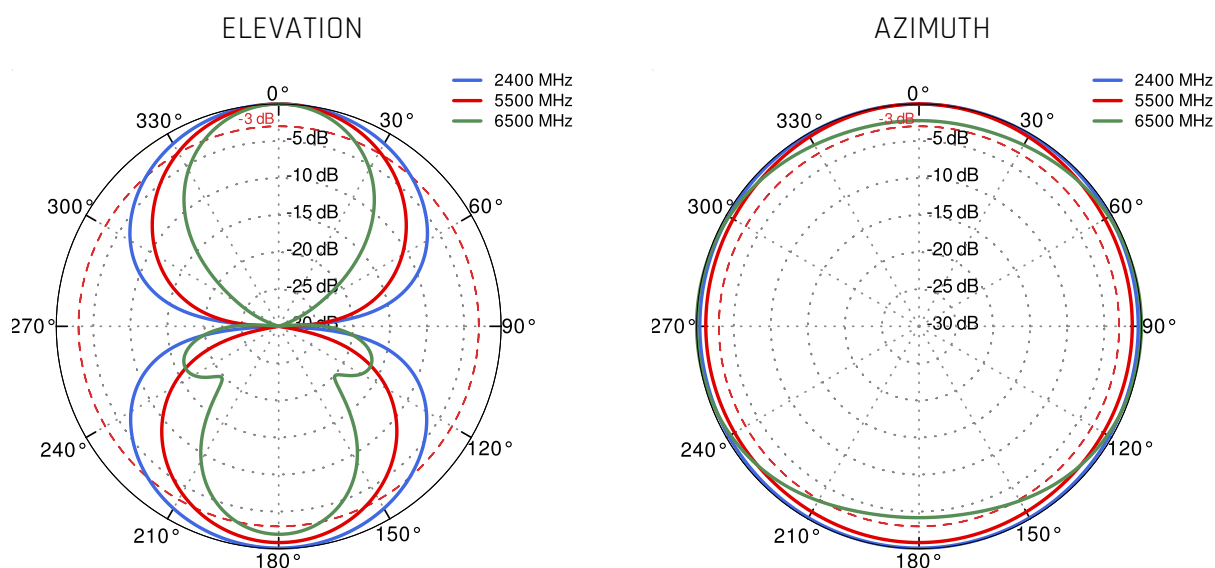 ELEVATION
2400 MHz
5500 MHz
6500 MHz
0°
330°
-3 dB
30°
-5 dB
-10 dB
300°
60°
-15 dB
-20 dB
-25 dB
270°
-30 dB
90°
240°
120°
210°
150°
180°
AZIMUTH
2400 MHz
5500 MHz
6500 MHz
0°
330°
-3 dB
30°
-5 dB
-10 dB
300°
60°
-15 dB
-20 dB
-25 dB
270°
-30 dB
90°
240°
120°
210°
150°
180°